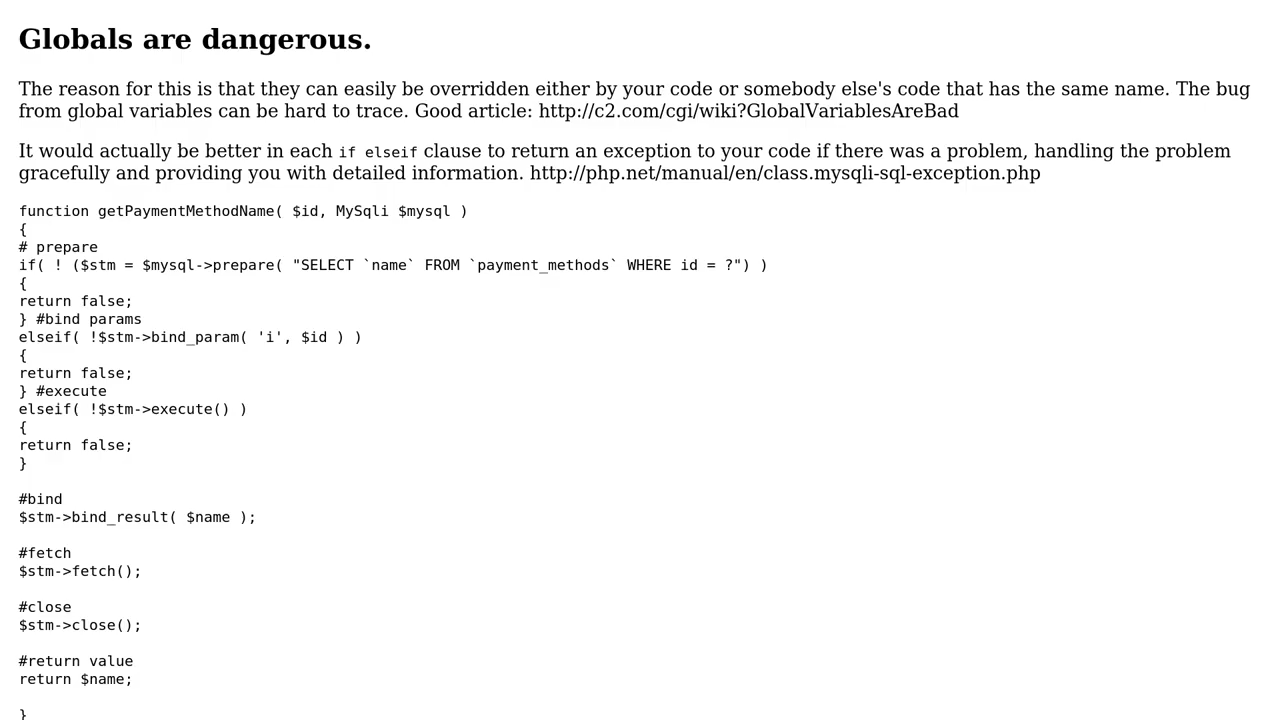 Globals are dangerous.
The reason for this is that they can easily be overridden either by your code or somebody else's code that has the same name. The bug
from global variables can be hard to trace. Good article: http://c2.com/cgi/wiki?GlobalVariablesAreBad
It would actually be better in each if elseif clause to return an exception to your code if there was a problem, handling the problem
gracefully and providing you with detailed information. http://php.net/manual/en/class.mysqli-sql-exception.php
function getPaymentMethodName( $id, MySqli $mysql )
{
# prepare
if( ! ($stm = $mysql->prepare( "SELECT `name` FROM `payment_methods` WHERE id = ?") )
{
return false;
} #bind params
elseif( !$stm->bind_param( 'i', $id ) )
{
return false;
} #execute
elseif( !$stm->execute() )
{
return false;
}
#bind
$stm->bind_result( $name );
#fetch
$stm->fetch();
#close
$stm->close();
#return value
return $name;
}